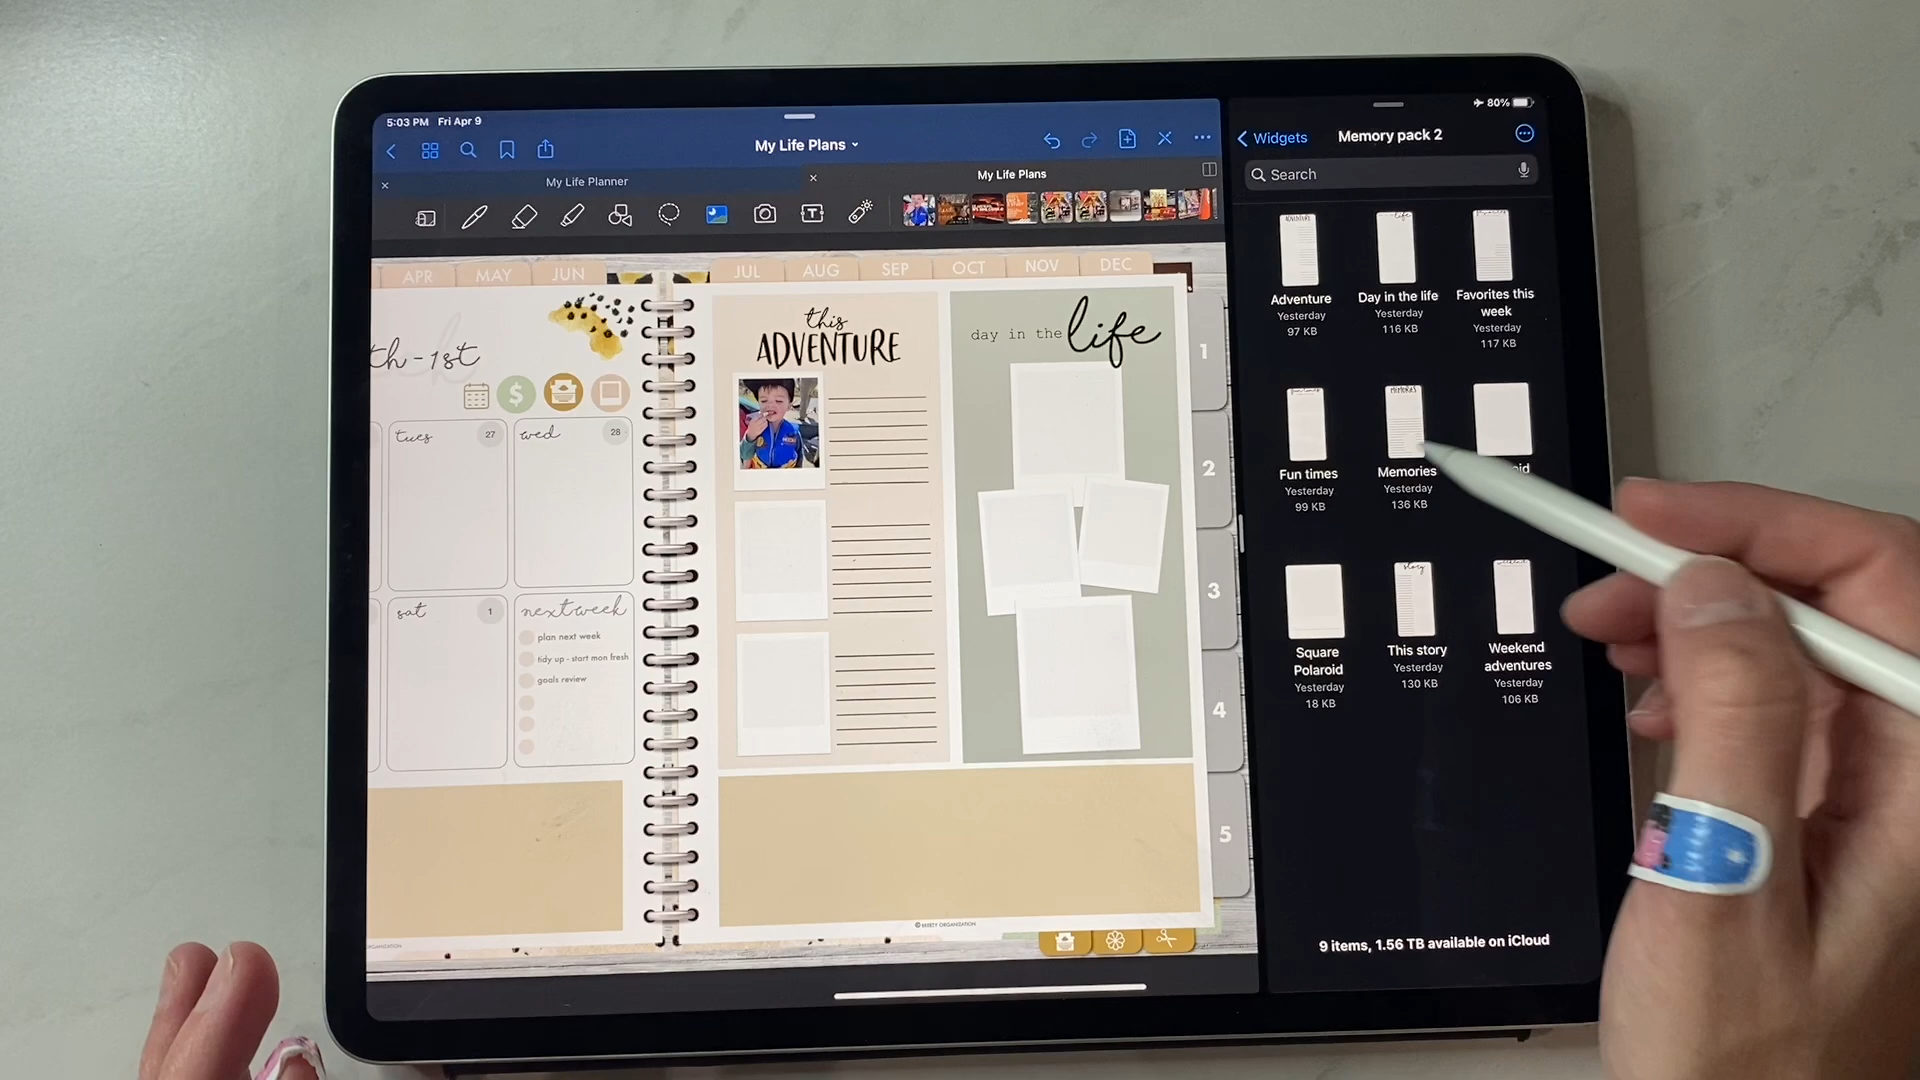 5:03 PM Fri Apr 9
80%
My Life Plans
My Life Planner
My Life Plans
APR MAY JUN
JUL AUG SEP OCT NOV DEC
th - 1st
$
tues 27
wed 28
sat 1
next week
plan next week
tidy up - start mon fresh
goals review
this
ADVENTURE
day in the life
1
2
3
4
5
ORGANIZATION
Widgets
Memory pack 2
Search
Adventure
Yesterday
97 KB
Day in the life
Yesterday
116 KB
Favorites this
week
Yesterday
117 KB
Fun times
Yesterday
99 KB
MEMORIES
Memories
Yesterday
136 KB
Square
Polaroid
Yesterday
18 KB
story
This story
Yesterday
130 KB
Weekend
adventures
Yesterday
106 KB
9 items, 1.56 TB available on iCloud